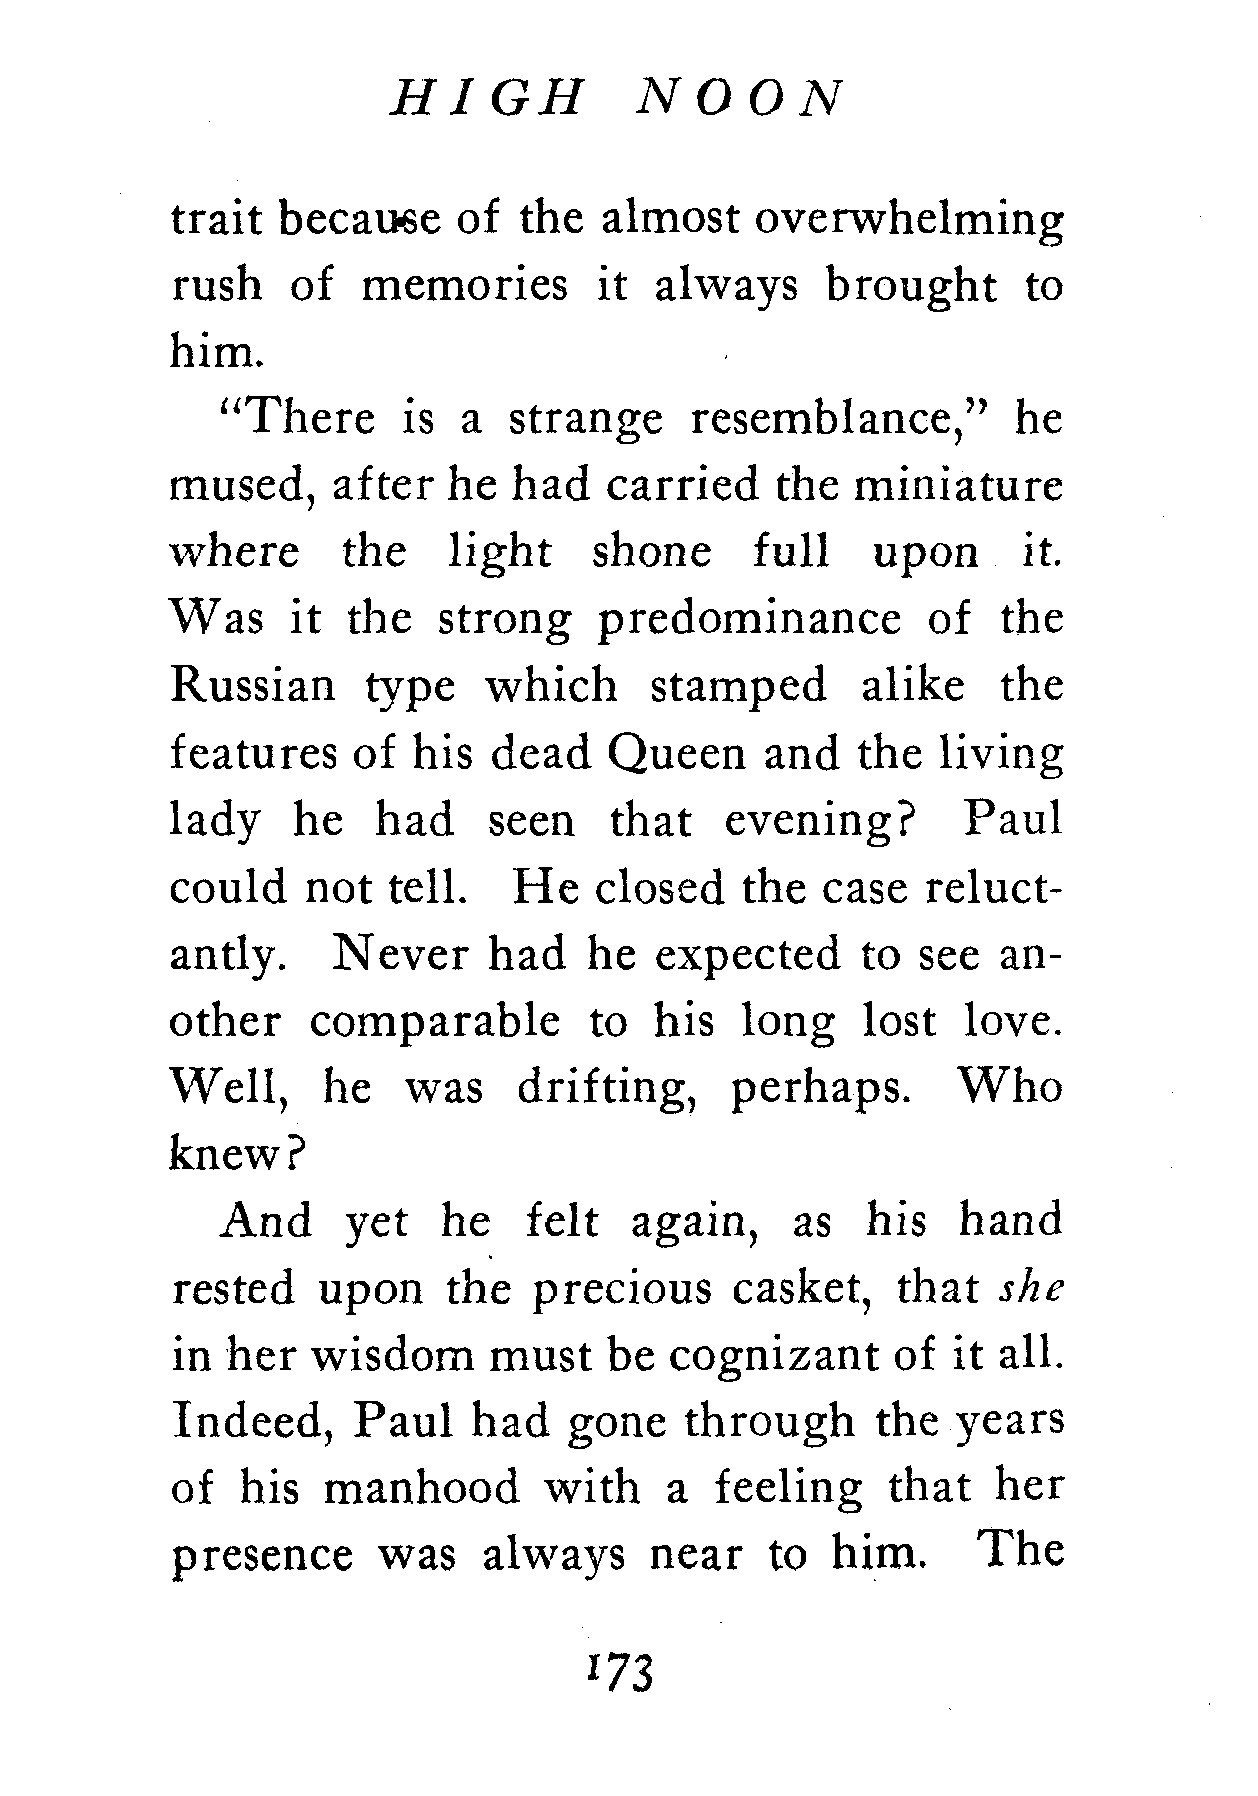 HIGH NOON
trait because of the almost overwhelming
rush of memories it always brought to
him.
"There is a strange resemblance," he
mused, after he had carried the miniature
where the light shone full upon it.
Was it the strong predominance of the
Russian type which stamped alike the
features of his dead Queen and the living
lady he had seen that evening? Paul
could not tell. He closed the case reluct-
antly. Never had he expected to see an-
other comparable to his long lost love.
Well, he was drifting, perhaps. Who
knew?
And yet he felt again, as his hand
rested upon the precious casket, that she
in her wisdom must be cognizant of it all.
Indeed, Paul had gone through the years
of his manhood with a feeling that her
presence was always near to him. The
173